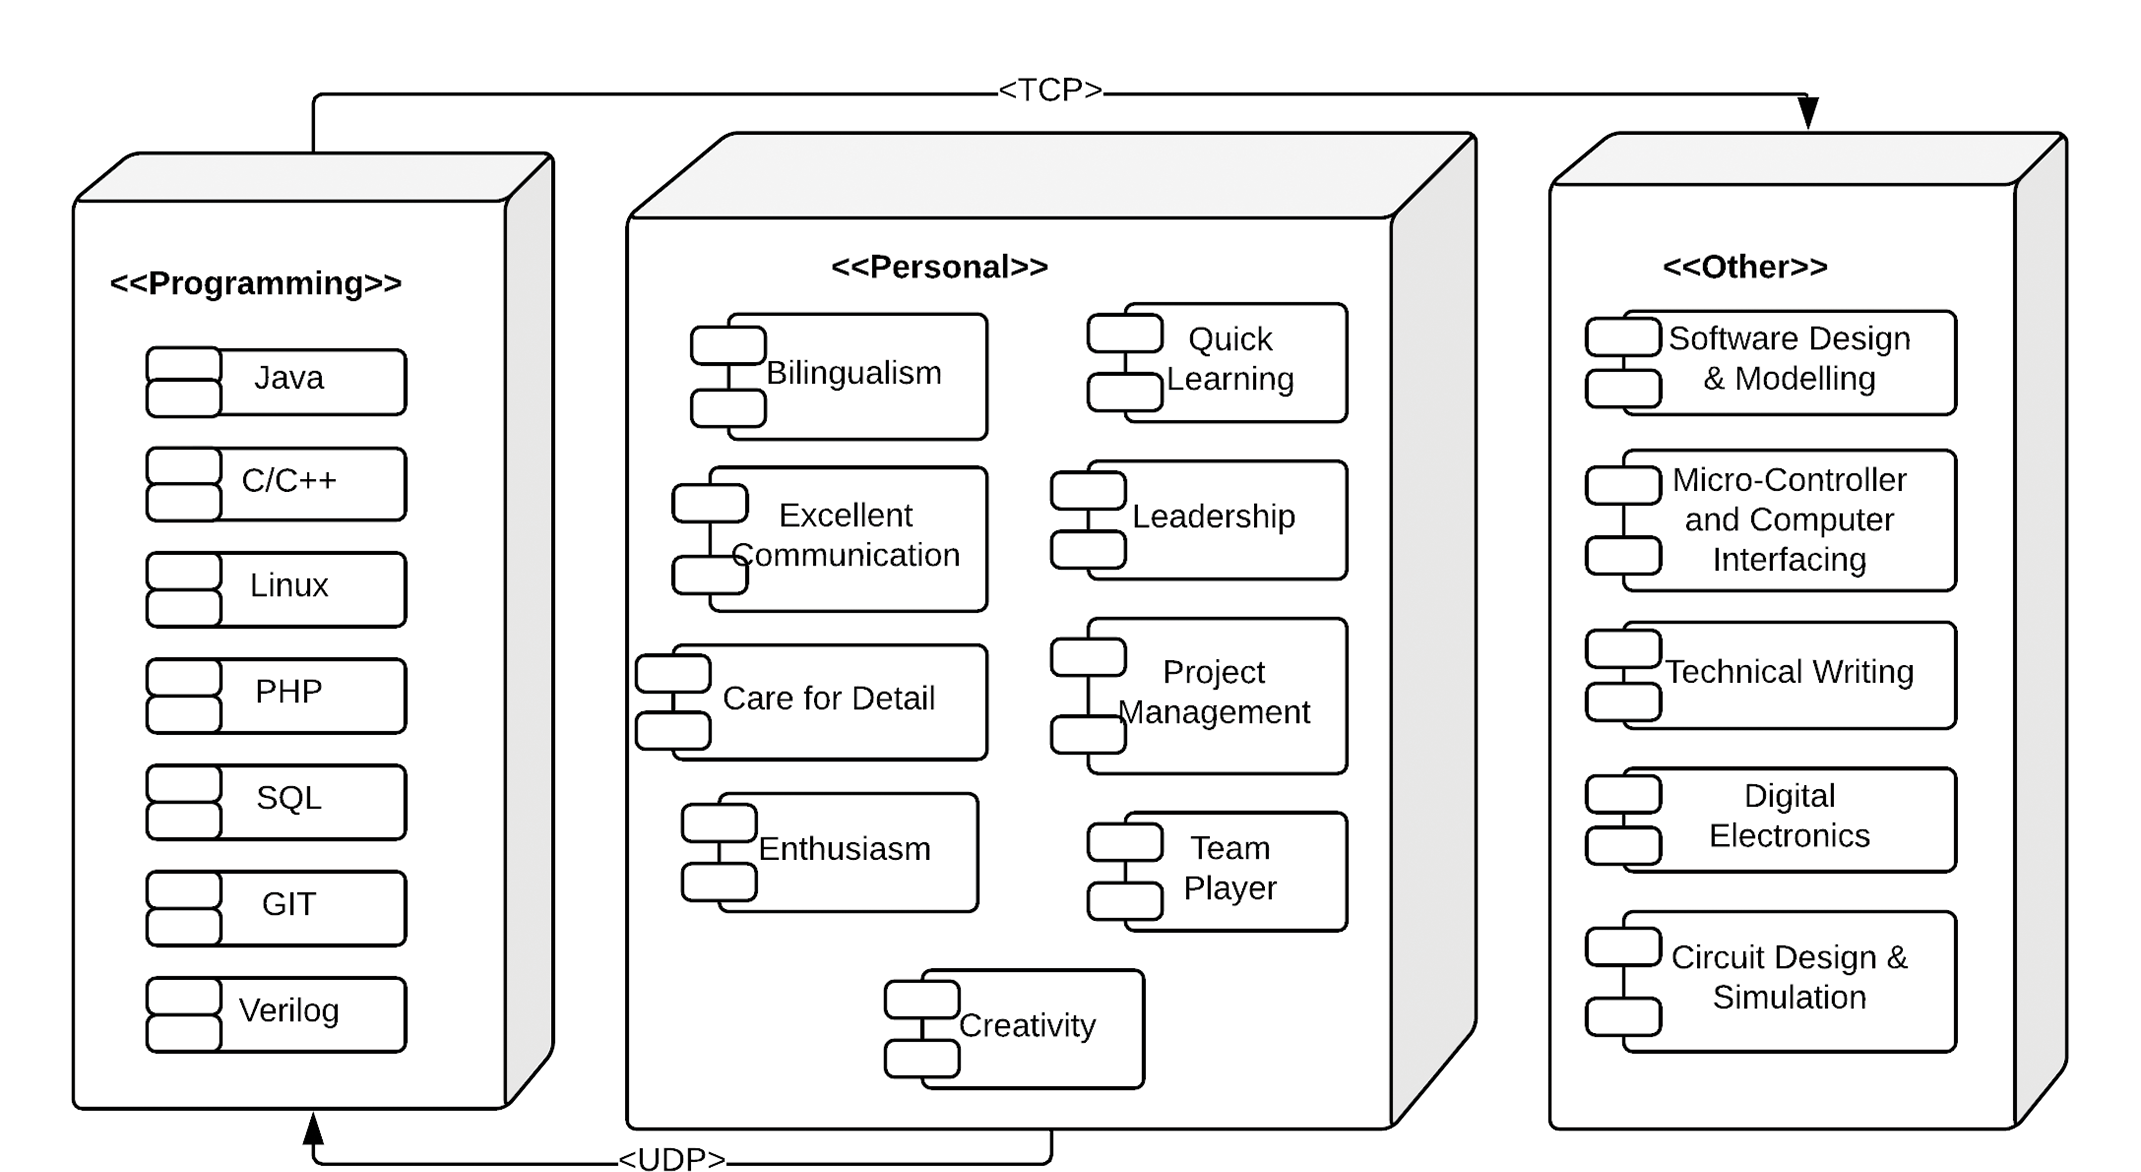 <TCP>
<<Programming>>
Java
C/C++
Linux
PHP
SQL
GIT
Verilog
<<Personal>>
Bilingualism
Quick
Learning
Excellent
Communication
Leadership
Care for Detail
Project
Management
Enthusiasm
Team
Player
Creativity
<<Other>>
Software Design
& Modelling
Micro-Controller
and Computer
Interfacing
Technical Writing
Digital
Electronics
Circuit Design &
Simulation
<UDP>